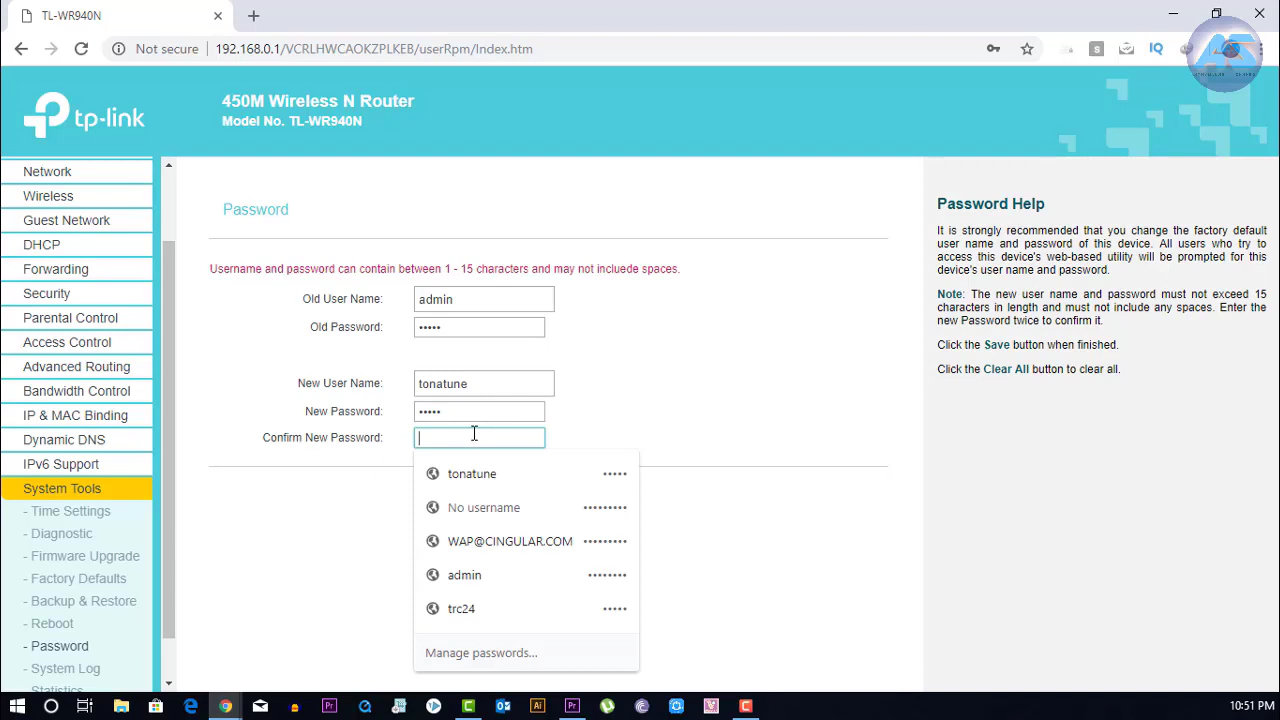 TL-WR940N
Not secure 192.168.0.1/VCRLHWCAOKZPLKEB/userRpm/Index.htm
S IQ
tp-link
450M Wireless N Router
Model No. TL-WR940N
Network
Wireless
Guest Network
DHCP
Forwarding
Security
Parental Control
Access Control
Advanced Routing
Bandwidth Control
IP & MAC Binding
Dynamic DNS
IPv6 Support
System Tools
- Time Settings
- Diagnostic
- Firmware Upgrade
- Factory Defaults
- Backup & Restore
- Reboot
- Password
- System Log
- Statistics
Password
Username and password can contain between 1 - 15 characters and may not incluede spaces.
Old User Name: admin
Old Password: •••••
New User Name: tonatune
New Password: •••••
Confirm New Password:
tonatune •••••
No username •••••••••
WAP@CINGULAR.COM •••••••••
admin ••••••••
trc24 •••••
Manage passwords...
Password Help
It is strongly recommended that you change the factory default
user name and password of this device. All users who try to
access this device's web-based utility will be prompted for this
device's user name and password.
Note: The new user name and password must not exceed 15
characters in length and must not include any spaces. Enter the
new Password twice to confirm it.
Click the Save button when finished.
Click the Clear All button to clear all.
Pr Ai Pr C
10:51 PM